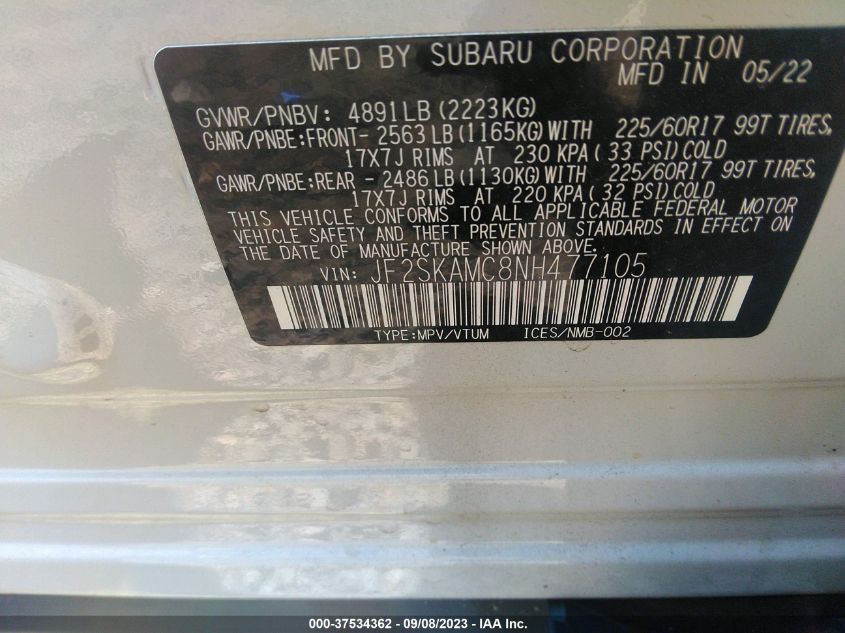 MFD BY SUBARU CORPORATION
MFD IN 05/22
GVWR/PNBV: 4891LB(2223KG)
GAWR/PNBE:FRONT- 2563LB(1165KG)WITH 225/60R17 99T TIRES,
17X7J RIMS AT 230 KPA( 33 PSI)COLD
GAWR/PNBE:REAR - 2486LB(1130KG)WITH 225/60R17 99T TIRES,
17X7J RIMS AT 220 KPA( 32 PSI)COLD
THIS VEHICLE CONFORMS TO ALL APPLICABLE FEDERAL MOTOR
VEHICLE SAFETY AND THEFT PREVENTION STANDARDS IN EFFECT ON
THE DATE OF MANUFACTURE SHOWN ABOVE.
VIN: JF2SKAMC8NH477105
TYPE:MPV/VTUM ICES/NMB-002
000-37534362 - 09/08/2023 - IAA Inc.